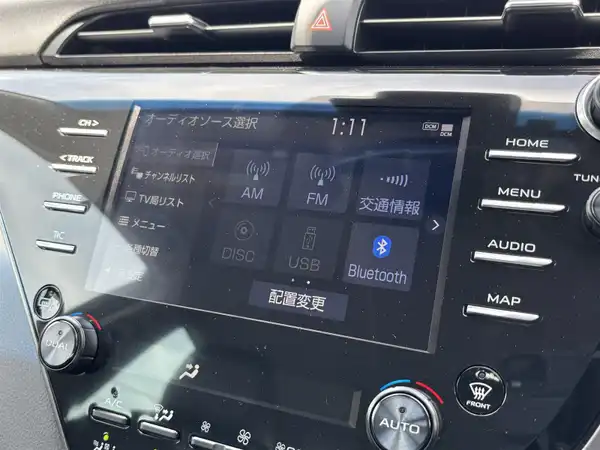 CH >
オーディオソース選択
1:11
DCM
DCM
HOME
< TRACK
オーディオ選択
チャンネルリスト
AM
FM
交通情報
TUN
MENU
PHONE
TV局リスト
メニュー
DISC
USB
Bluetooth
AUDIO
配置変更
MAP
DUAL
A/C
AUTO
FRONT